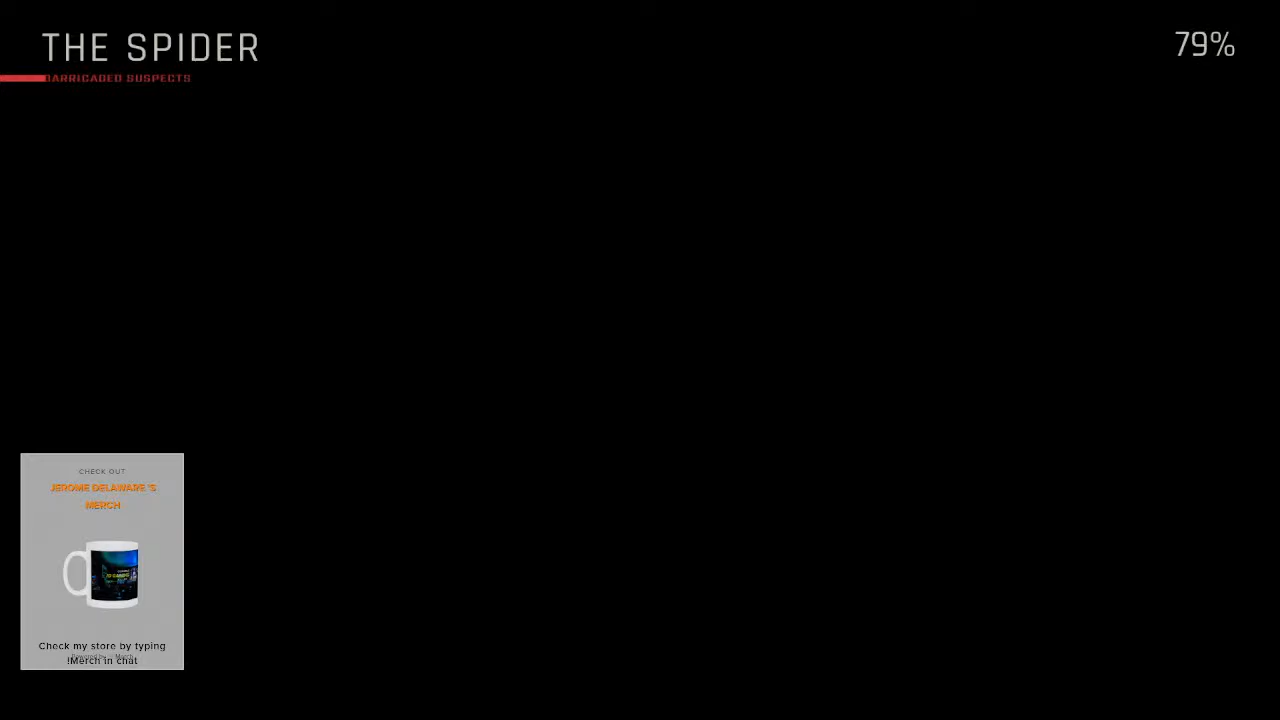 THE SPIDER
79%
BARRICADED SUSPECTS
CHECK OUT
JEROME DELAWARE 'S
MERCH
Check my store by typing
!Merch in chat